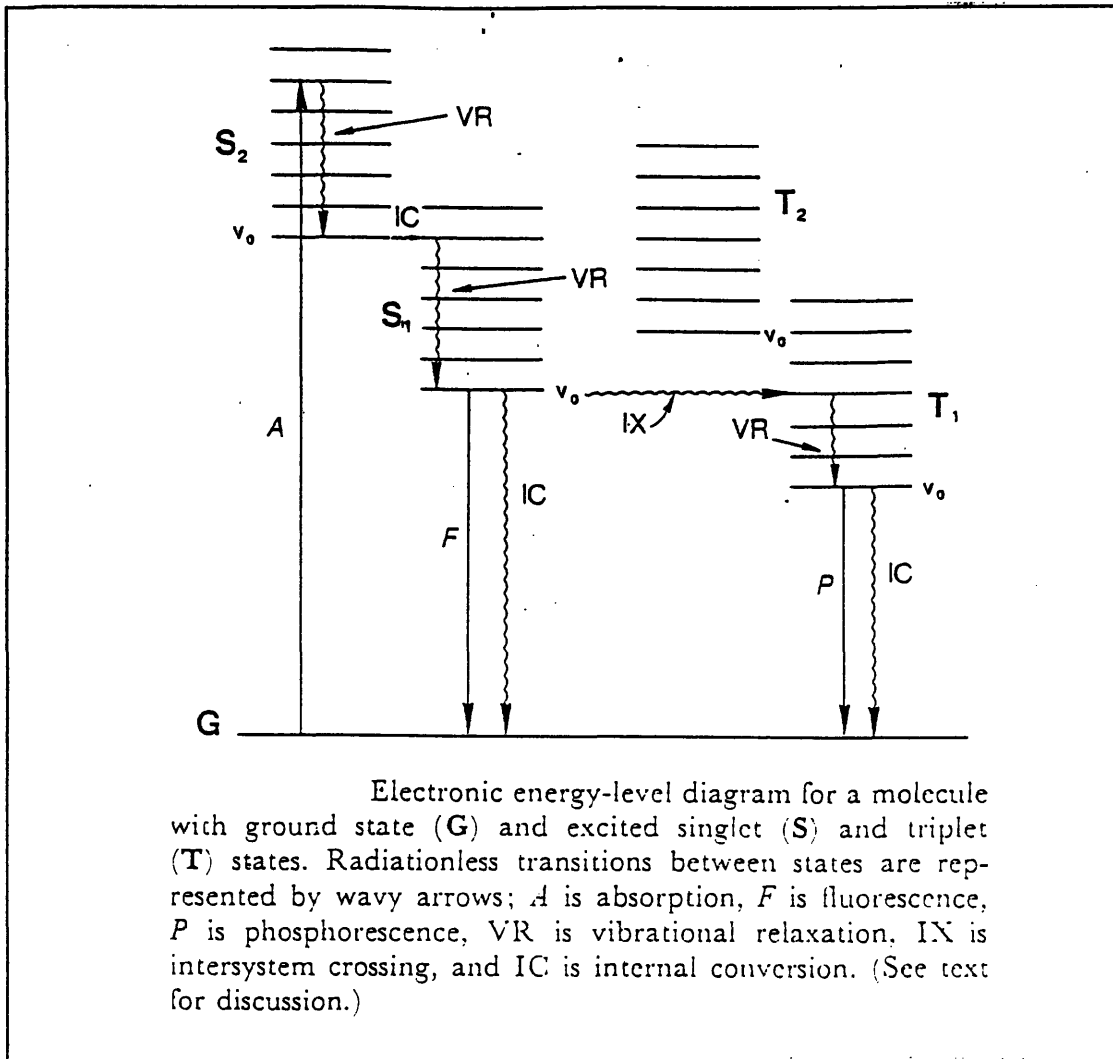 VR
S₂
T₂
IC
v₀
VR
S₁
v₀
v₀
IX
T₁
A
VR
IC
v₀
F
IC
P
G
Electronic energy-level diagram for a molecule
with ground state (G) and excited singlet (S) and triplet
(T) states. Radiationless transitions between states are rep-
resented by wavy arrows; A is absorption, F is fluorescence,
P is phosphorescence, VR is vibrational relaxation, IX is
intersystem crossing, and IC is internal conversion. (See text
for discussion.)